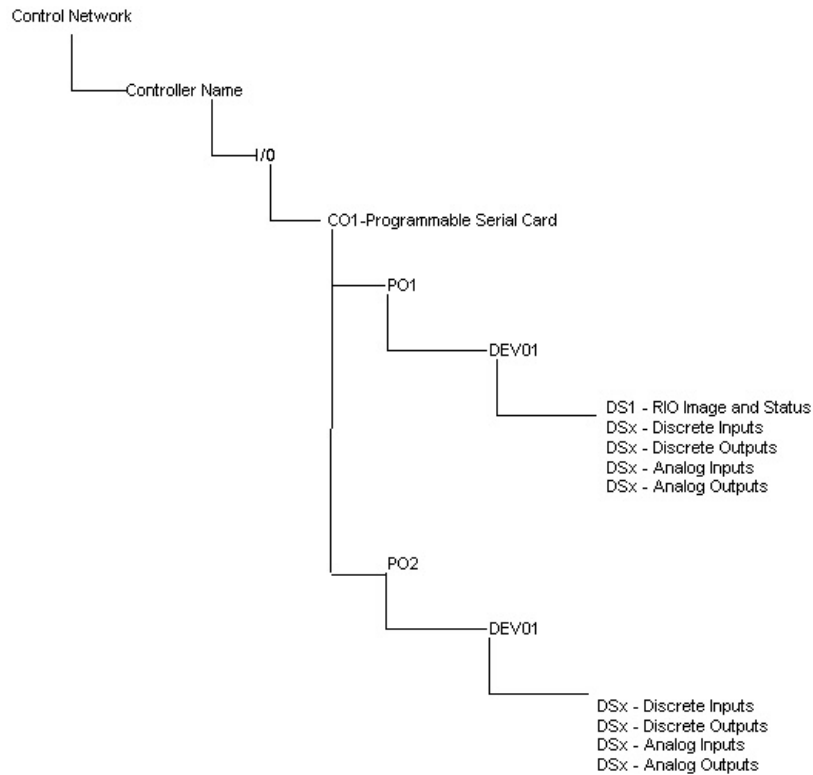 Control Network
Controller Name
I/0
CO1-Programmable Serial Card
PO1
DEV01
DS1 - RIO Image and Status
DSx - Discrete Inputs
DSx - Discrete Outputs
DSx - Analog Inputs
DSx - Analog Outputs
PO2
DEV01
DSx - Discrete Inputs
DSx - Discrete Outputs
DSx - Analog Inputs
DSx - Analog Outputs